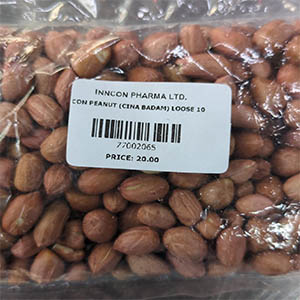 INNCON PHARMA LTD.
CON PEANUT (CINA BADAM) LOOSE 10
77002065
PRICE: 20.00